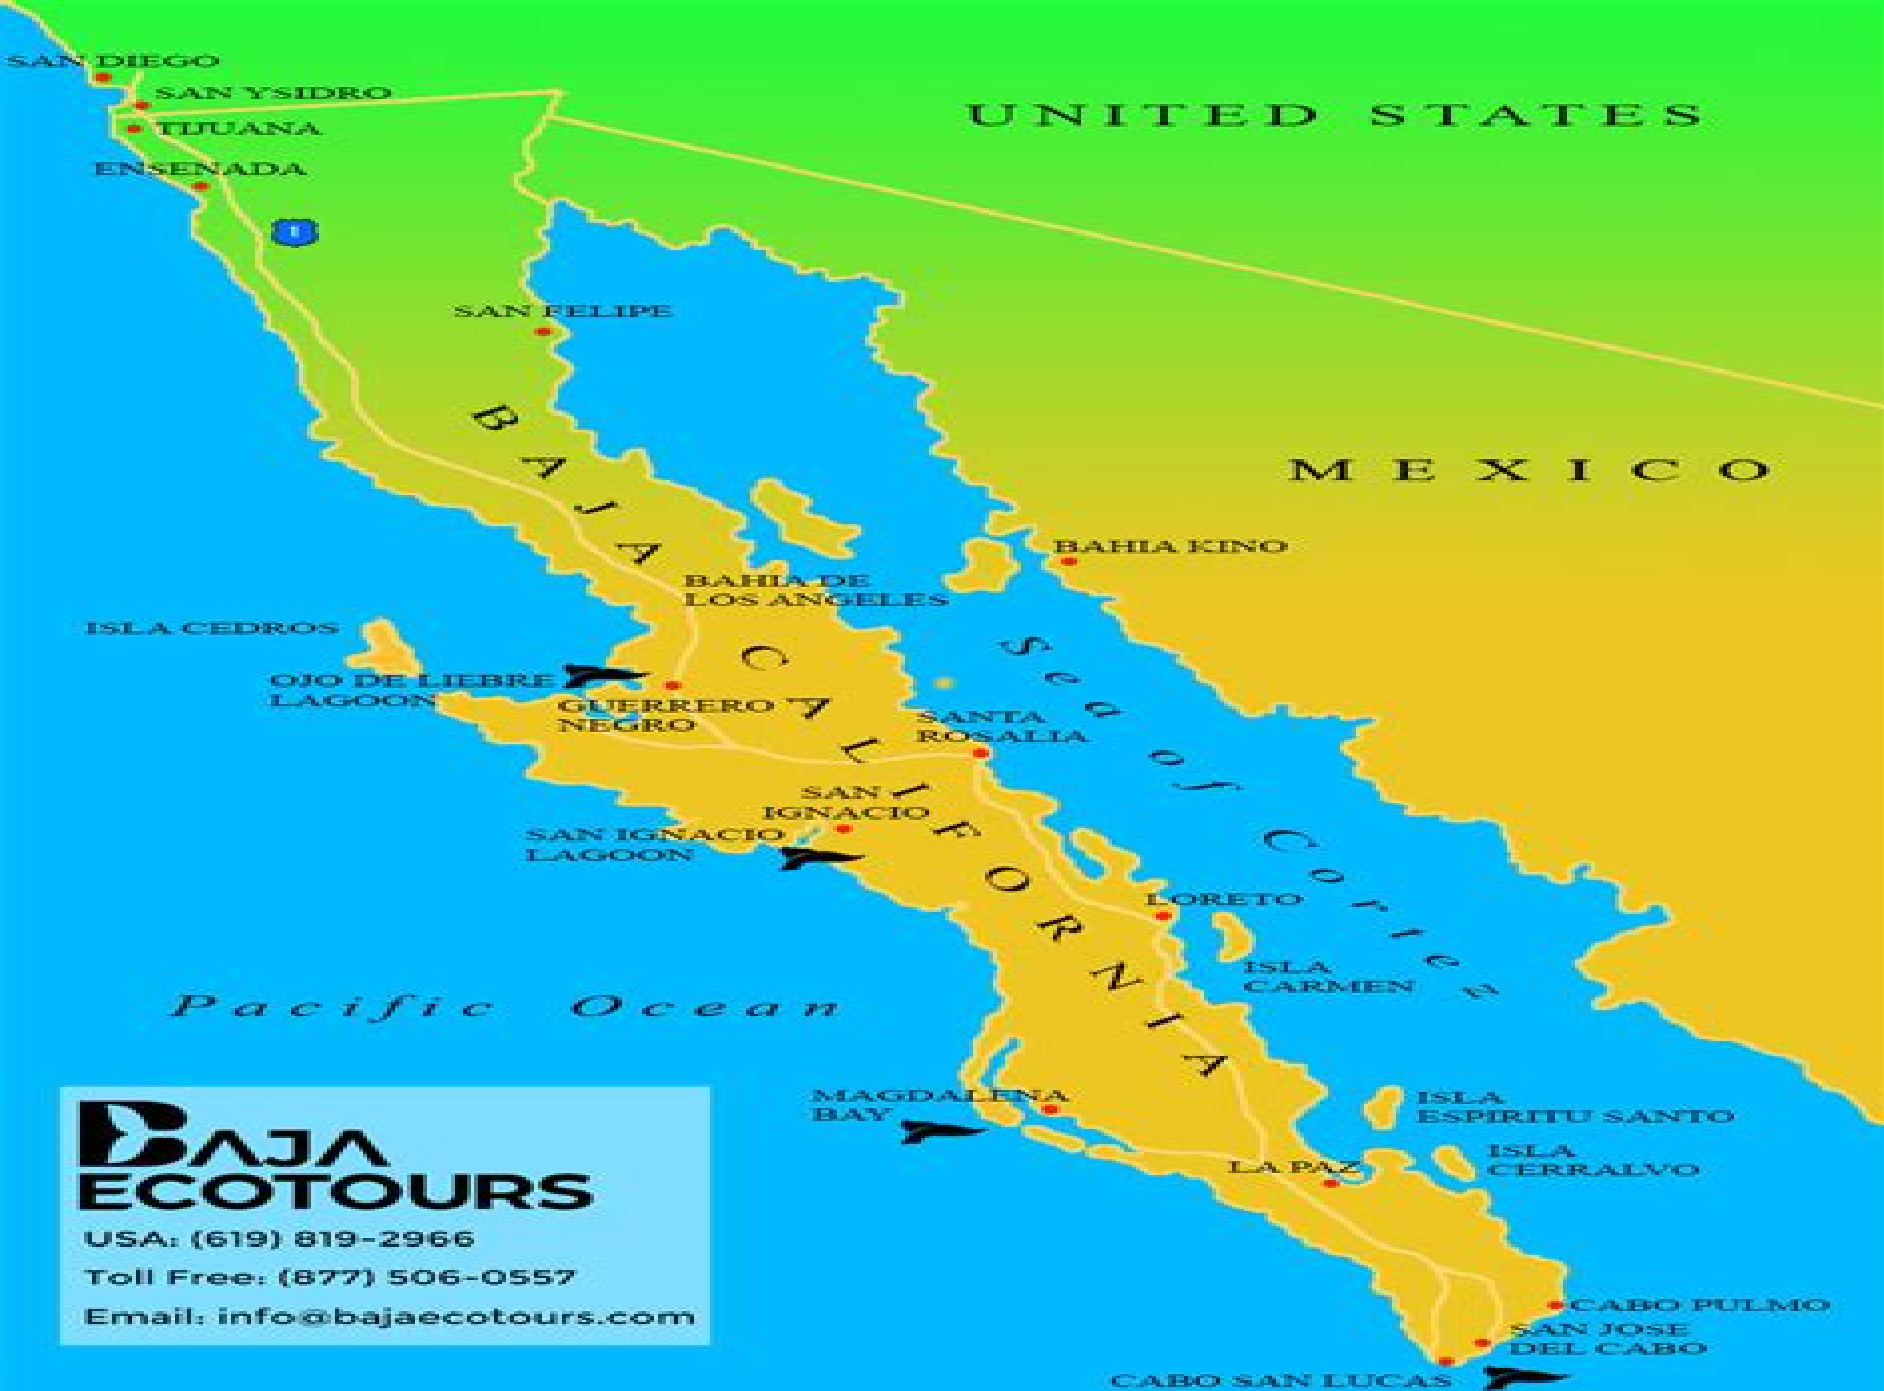 SAN DIEGO
SAN YSIDRO
UNITED STATES
TIJUANA
ENSENADA
1
SAN FELIPE
BAJA
MEXICO
BAHIA KINO
BAHIA DE
LOS ANGELES
ISLA CEDROS
CALIFORNIA
Sea of Cortez
OJO DE LIEBRE
LAGOON
GUERRERO
NEGRO
SANTA
ROSALIA
SAN
IGNACIO
SAN IGNACIO
LAGOON
LORETO
ISLA
CARMEN
Pacific Ocean
MAGDALENA
BAY
ISLA
ESPIRITU SANTO
ISLA
CERRALVO
LA PAZ
BAJA
ECOTOURS
USA: (619) 819-2966
Toll Free: (877) 506-0557
Email: info@bajaecotours.com
CABO PULMO
SAN JOSE
DEL CABO
CABO SAN LUCAS